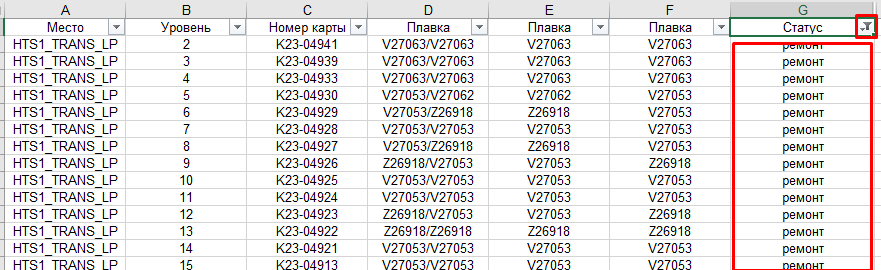 A B C D E F G
Место Уровень Номер карты Плавка Плавка Плавка Статус
HTS1_TRANS_LP 2 K23-04941 V27063/V27063 V27063 V27063 ремонт
HTS1_TRANS_LP 3 K23-04939 V27063/V27063 V27063 V27063 ремонт
HTS1_TRANS_LP 4 K23-04933 V27063/V27063 V27063 V27063 ремонт
HTS1_TRANS_LP 5 K23-04930 V27053/V27062 V27062 V27053 ремонт
HTS1_TRANS_LP 6 K23-04929 V27053/Z26918 Z26918 V27053 ремонт
HTS1_TRANS_LP 7 K23-04928 V27053/V27053 V27053 V27053 ремонт
HTS1_TRANS_LP 8 K23-04927 V27053/Z26918 Z26918 V27053 ремонт
HTS1_TRANS_LP 9 K23-04926 Z26918/V27053 V27053 Z26918 ремонт
HTS1_TRANS_LP 10 K23-04925 V27053/V27053 V27053 V27053 ремонт
HTS1_TRANS_LP 11 K23-04924 V27053/V27053 V27053 V27053 ремонт
HTS1_TRANS_LP 12 K23-04923 Z26918/V27053 V27053 Z26918 ремонт
HTS1_TRANS_LP 13 K23-04922 Z26918/Z26918 Z26918 Z26918 ремонт
HTS1_TRANS_LP 14 K23-04921 V27053/V27053 V27053 V27053 ремонт
HTS1_TRANS_LP 15 K23-04913 V27053/V27053 V27053 V27053 ремонт